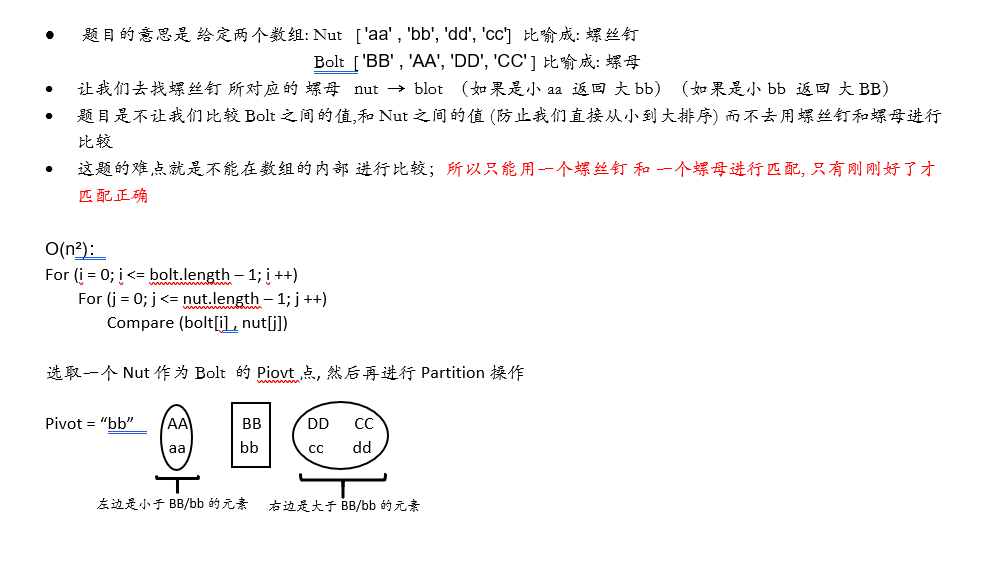 ● 题目的意思是 给定两个数组: Nut ['aa' , 'bb', 'dd', 'cc'] 比喻成: 螺丝钉
Bolt ['BB' , 'AA', 'DD', 'CC' ] 比喻成: 螺母
● 让我们去找螺丝钉 所对应的 螺母 nut → blot （如果是小 aa 返回 大 bb）（如果是小 bb 返回 大 BB）
● 题目是不让我们比较 Bolt 之间的值,和 Nut 之间的值 (防止我们直接从小到大排序) 而不去用螺丝钉和螺母进行
比较
● 这题的难点就是不能在数组的内部 进行比较；所以只能用一个螺丝钉 和 一个螺母进行匹配, 只有刚刚好了才
匹配正确
O(n²)：
For (i = 0; i <= bolt.length – 1; i ++)
For (j = 0; j <= nut.length – 1; j ++)
Compare (bolt[i] , nut[j])
选取一个 Nut 作为 Bolt 的 Piovt 点, 然后再进行 Partition 操作
Pivot = “bb” AA BB DD CC
aa bb cc dd
左边是小于 BB/bb 的元素 右边是大于 BB/bb 的元素